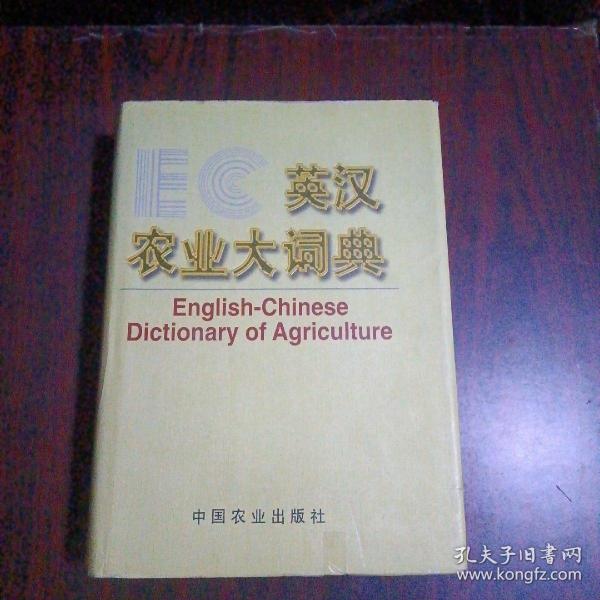 EC 英汉
农业大词典
English-Chinese
Dictionary of Agriculture
中国农业出版社
孔夫子旧书网
www.kongfz.com